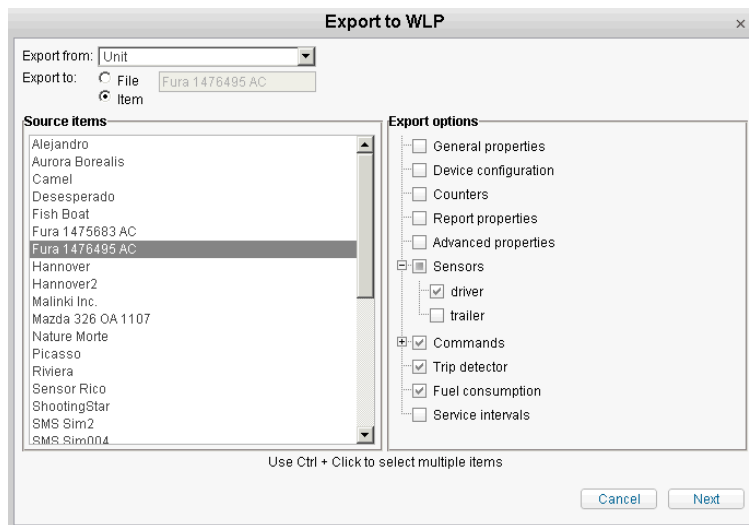 Export to WLP
Export from: Unit
Export to: File Fura 1476495 AC
Item
Source items
Alejandro
Aurora Borealis
Camel
Desesperado
Fish Boat
Fura 1475683 AC
Fura 1476495 AC
Hannover
Hannover2
Malinki Inc.
Mazda 326 OA 1107
Nature Morte
Picasso
Riviera
Sensor Rico
ShootingStar
SMS Sim2
SMS Sim004
Export options
General properties
Device configuration
Counters
Report properties
Advanced properties
Sensors
driver
trailer
Commands
Trip detector
Fuel consumption
Service intervals
Use Ctrl + Click to select multiple items
Cancel Next